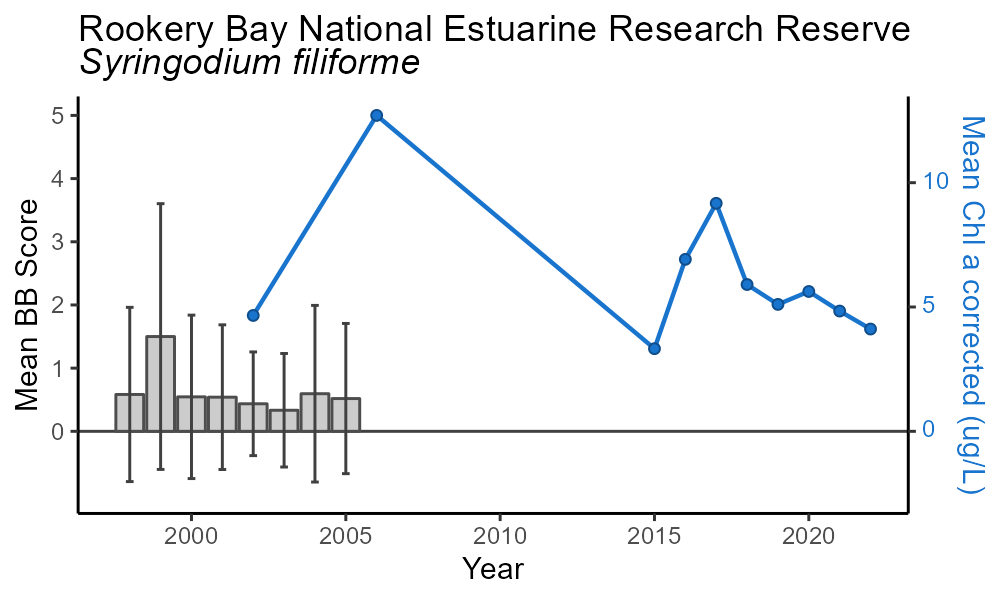 Rookery Bay National Estuarine Research Reserve
Syringodium filiforme
Mean BB Score
5
4
3
2
1
0
10
5
0
Mean Chl a corrected (ug/L)
2000
2005
2010
2015
2020
Year